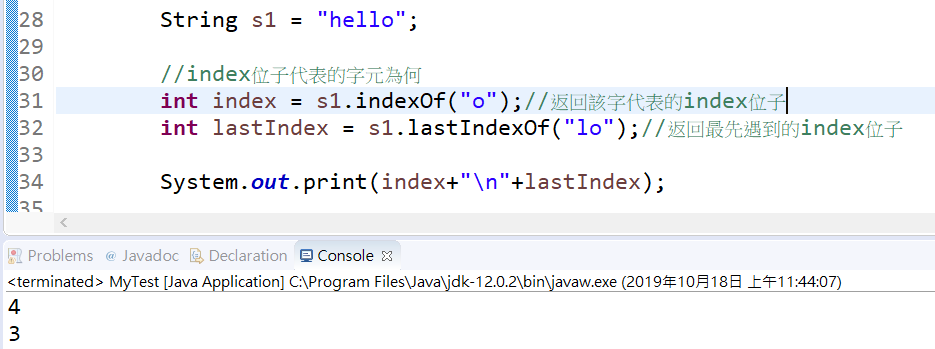 28 String s1 = "hello";
29
30 //index位子代表的字元為何
31 int index = s1.indexOf("o");//返回該字代表的index位子
32 int lastIndex = s1.lastIndexOf("lo");//返回最先遇到的index位子
33
34 System.out.print(index+"\n"+lastIndex);
35
Problems @ Javadoc Declaration Console
<terminated> MyTest [Java Application] C:\Program Files\Java\jdk-12.0.2\bin\javaw.exe (2019年10月18日 上午11:44:07)
4
3